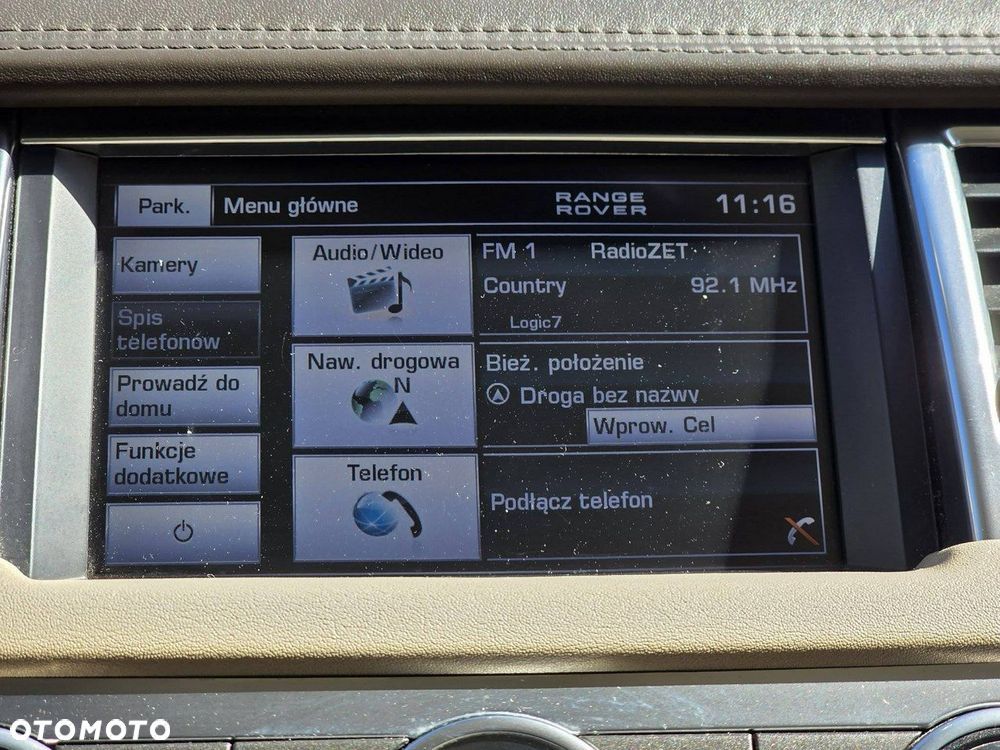 Park.
Menu główne
RANGE
ROVER
11:16
Kamery
Spis
telefonów
Prowadź do
domu
Funkcje
dodatkowe
Audio/Wideo
Naw. drogowa
N
Telefon
FM 1 RadioZET
Country 92.1 MHz
Logic7
Bież. położenie
Droga bez nazwy
Wprow. Cel
Podłącz telefon
OTOMOTO